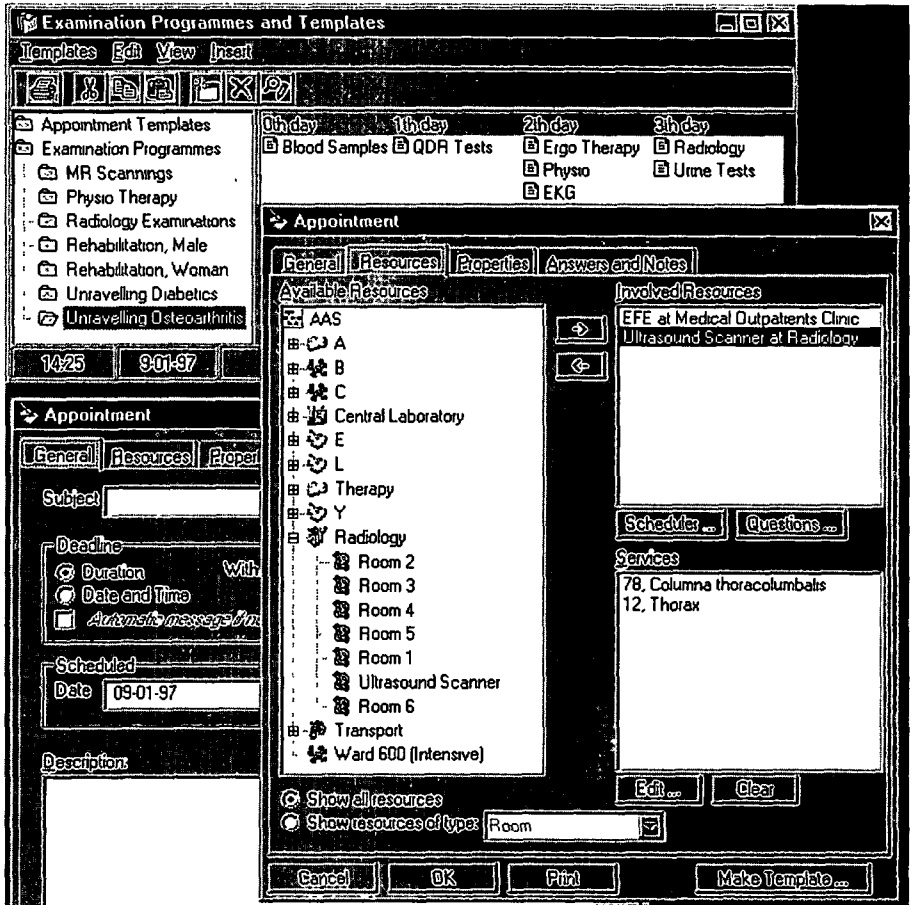 Examination Programmes and Templates
Templates Edit View Insert
Appointment Templates
Examination Programmes
MR Scannings
Physio Therapy
Radiology Examinations
Rehabilitation, Male
Rehabilitation, Woman
Unravelling Diabetics
Unravelling Osteoarthritis
0th day 1th day 2th day 3th day
Blood Samples QDR Tests Ergo Therapy Radiology
Physio Urine Tests
EKG
14:25 9-01-97
Appointment
General Resources Proper
Subject
Deadline
Duration With
Date and Time
Automatic message if n
Scheduled
Date 09-01-97
Description:
Appointment
General Resources Properties Answers and Notes
Available Resources
AAS
A
B
C
Central Laboratory
E
L
Therapy
Y
Radiology
Room 2
Room 3
Room 4
Room 5
Room 1
Ultrasound Scanner
Room 6
Transport
Ward 600 (Intensive)
Show all resources
Show resources of type: Room
Involved Resources
EFE at Medical Outpatients Clinic
Ultrasound Scanner at Radiology
Scheduler ... Questions ...
Services
78, Columna thoracolumbalis
12, Thorax
Edit ... Clear
Cancel OK Print Make Template ...